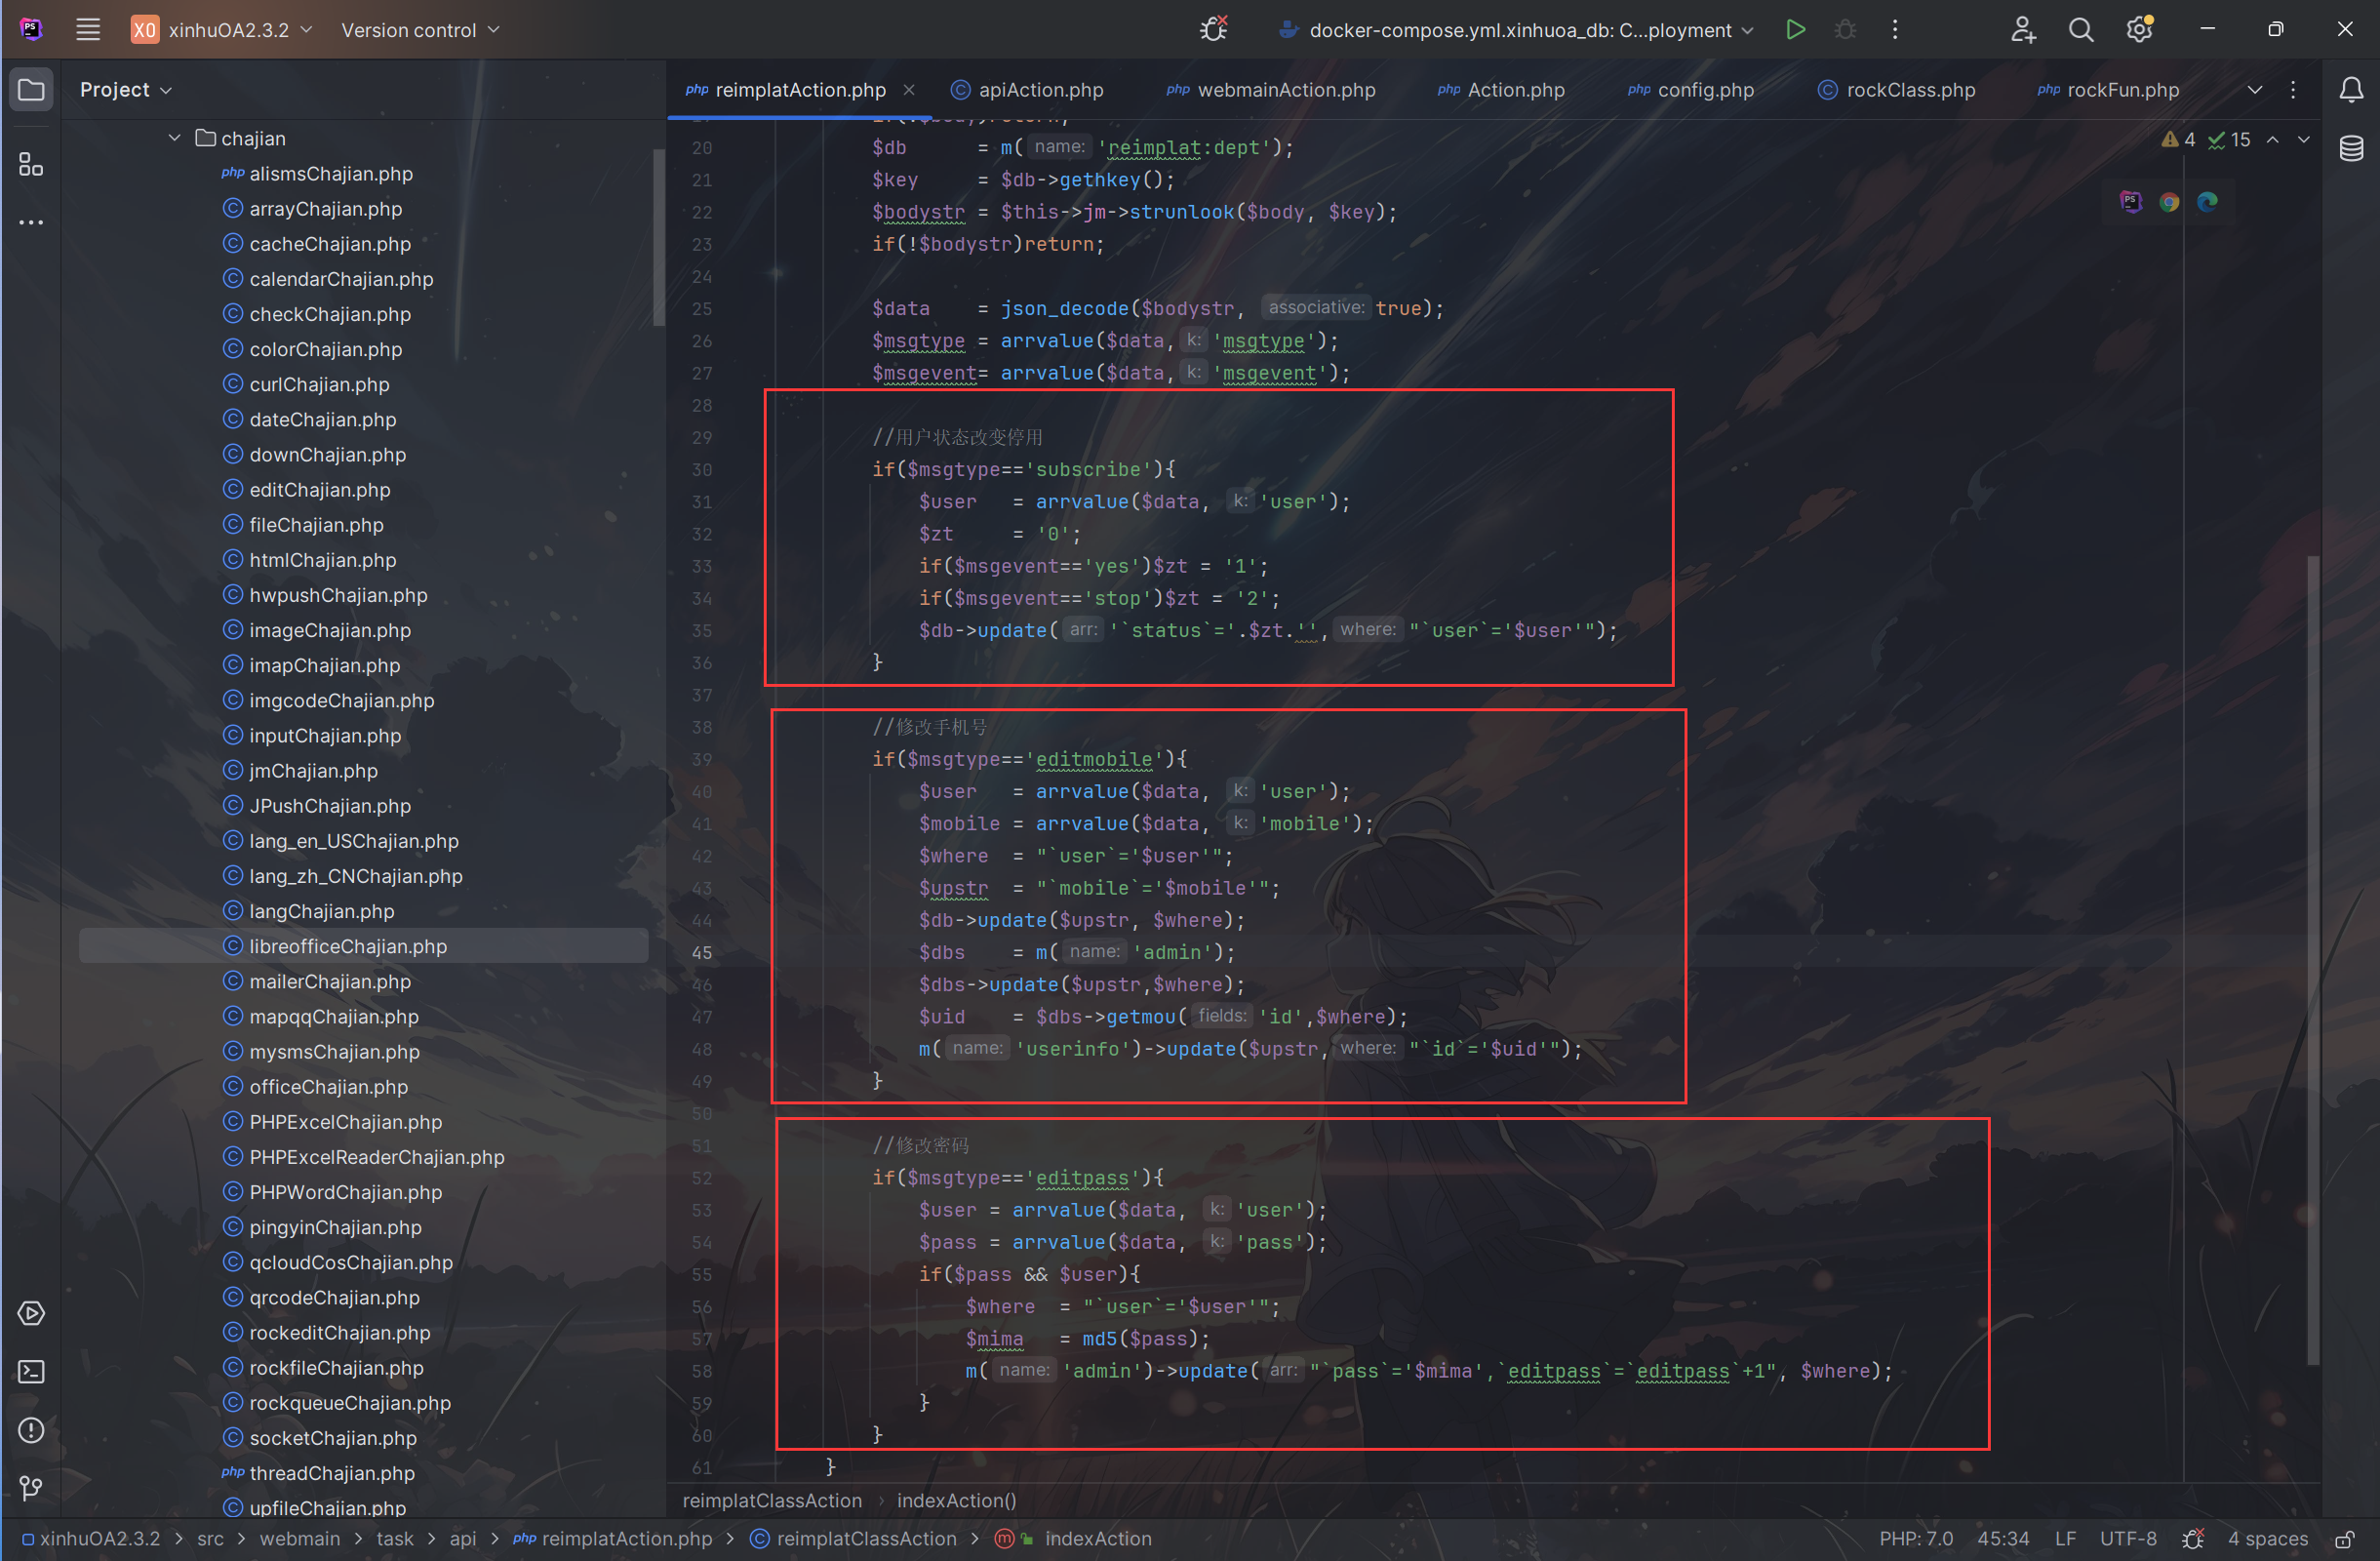 XO xinhuOA2.3.2 Version control docker-compose.yml.xinhuoa_db: C...ployment
Project
chajian
alismsChajian.php
arrayChajian.php
cacheChajian.php
calendarChajian.php
checkChajian.php
colorChajian.php
curlChajian.php
dateChajian.php
downChajian.php
editChajian.php
fileChajian.php
htmlChajian.php
hwpushChajian.php
imageChajian.php
imapChajian.php
imgcodeChajian.php
inputChajian.php
jmChajian.php
JPushChajian.php
lang_en_USChajian.php
lang_zh_CNChajian.php
langChajian.php
libreofficeChajian.php
mailerChajian.php
mapqqChajian.php
mysmsChajian.php
officeChajian.php
PHPExcelChajian.php
PHPExcelReaderChajian.php
PHPWordChajian.php
pingyinChajian.php
qcloudCosChajian.php
qrcodeChajian.php
rockeditChajian.php
rockfileChajian.php
rockqueueChajian.php
socketChajian.php
threadChajian.php
upfileChajian.php
reimplatAction.php apiAction.php webmainAction.php Action.php config.php rockClass.php rockFun.php
4 15
20 $db = m( name: 'reimplat:dept');
21 $key = $db->gethkey();
22 $bodystr = $this->jm->strunlook($body, $key);
23 if(!$bodystr)return;
24
25 $data = json_decode($bodystr, associative: true);
26 $msgtype = arrvalue($data, k: 'msgtype');
27 $msgevent= arrvalue($data, k: 'msgevent');
28
29 //用户状态改变停用
30 if($msgtype=='subscribe'){
31 $user = arrvalue($data, k: 'user');
32 $zt = '0';
33 if($msgevent=='yes')$zt = '1';
34 if($msgevent=='stop')$zt = '2';
35 $db->update( arr: '`status`='.$zt.'', where: "`user`='$user'");
36 }
37
38 //修改手机号
39 if($msgtype=='editmobile'){
40 $user = arrvalue($data, k: 'user');
41 $mobile = arrvalue($data, k: 'mobile');
42 $where = "`user`='$user'";
43 $upstr = "`mobile`='$mobile'";
44 $db->update($upstr, $where);
45 $dbs = m( name: 'admin');
46 $dbs->update($upstr,$where);
47 $uid = $dbs->getmou( fields: 'id',$where);
48 m( name: 'userinfo')->update($upstr, where: "`id`='$uid'");
49 }
50
51 //修改密码
52 if($msgtype=='editpass'){
53 $user = arrvalue($data, k: 'user');
54 $pass = arrvalue($data, k: 'pass');
55 if($pass && $user){
56 $where = "`user`='$user'";
57 $mima = md5($pass);
58 m( name: 'admin')->update( arr: "`pass`='$mima',`editpass`=`editpass`+1", $where);
59 }
60 }
61 }
reimplatClassAction › indexAction()
xinhuOA2.3.2 > src > webmain > task > api > php reimplatAction.php > reimplatClassAction > indexAction PHP: 7.0 45:34 LF UTF-8 4 spaces